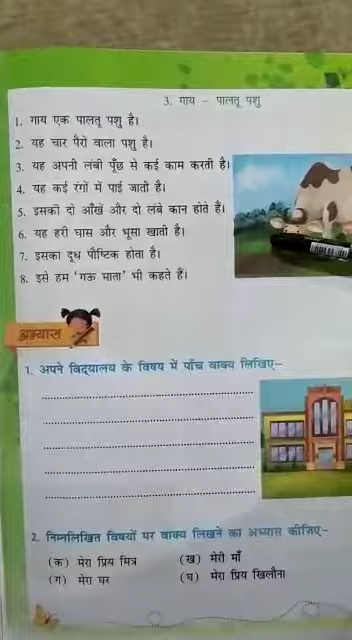 3. गाय – पालतू पशु
1. गाय एक पालतू पशु है।
2. यह चार पैरों वाला पशु है।
3. यह अपनी लंबी पूँछ से कई काम करती है।
4. यह कई रंगों में पाई जाती है।
5. इसकी दो आँखें और दो लंबे कान होते हैं।
6. यह हरी घास और भूसा खाती है।
7. इसका दूध पौष्टिक होता है।
8. इसे हम ‘गऊ माता’ भी कहते हैं।
अभ्यास
1. अपने विद्यालय के विषय में पाँच वाक्य लिखिए–
2. निम्नलिखित विषयों पर वाक्य लिखने का अभ्यास कीजिए–
(क) मेरा प्रिय मित्र (ख) मेरी माँ
(ग) मेरा घर (घ) मेरा प्रिय खिलौना